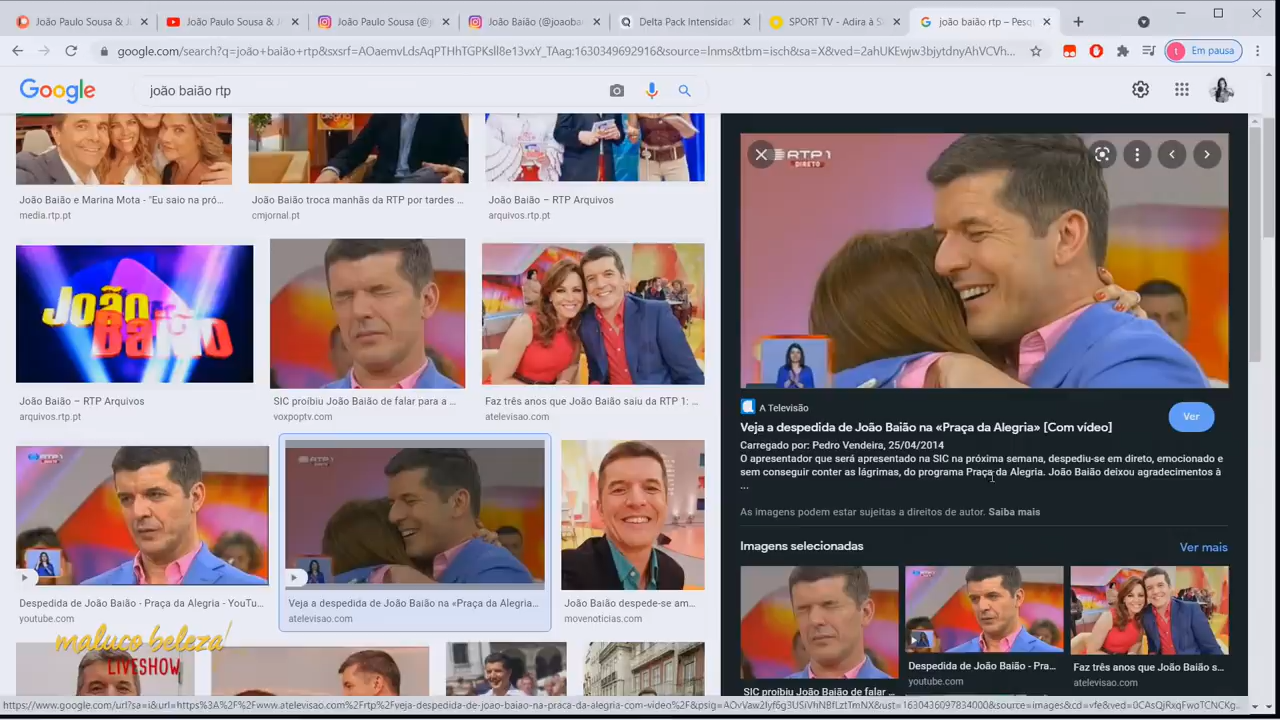 João Paulo Sousa & J
João Paulo Sousa & J
João Paulo Sousa (@j
João Baião (@joaob
Delta Pack Intensidad
SPORT TV - Adira à S
joão baião rtp – Pesq
google.com/search?q=joão+baião+rtp&sxsrf=AOaemvLdsAqPTHhTGPKsll8e13vxY_TAag:1630349692916&source=lnms&tbm=isch&sa=X&ved=2ahUKEwjw3bjytdnyAhVCVh...
t
Em pausa
Google
joão baião rtp
João Baião e Marina Mota - "Eu saio na pró...
media.rtp.pt
João Baião troca manhãs da RTP por tardes ...
cmjornal.pt
João Baião – RTP Arquivos
arquivos.rtp.pt
João
Baião
João Baião – RTP Arquivos
arquivos.rtp.pt
SIC proibiu João Baião de falar para a ...
voxpoptv.com
Faz três anos que João Baião saiu da RTP 1: ...
atelevisao.com
Despedida de João Baião - Praça da Alegria - YouTu...
youtube.com
Veja a despedida de João Baião na «Praça da Alegria...
atelevisao.com
João Baião despede-se am...
movenoticias.com
maluco beleza
LIVESHOW
RTP1
DIRETO
A Televisão
Veja a despedida de João Baião na «Praça da Alegria» [Com vídeo]
Ver
Carregado por: Pedro Vendeira, 25/04/2014
O apresentador que será apresentado na SIC na próxima semana, despediu-se em direto, emocionado e
sem conseguir conter as lágrimas, do programa Praça da Alegria. João Baião deixou agradecimentos à
...
As imagens podem estar sujeitas a direitos de autor. Saiba mais
Imagens selecionadas
Ver mais
SIC proibiu João Baião de falar ...
Despedida de João Baião - Pra...
youtube.com
Faz três anos que João Baião s...
atelevisao.com